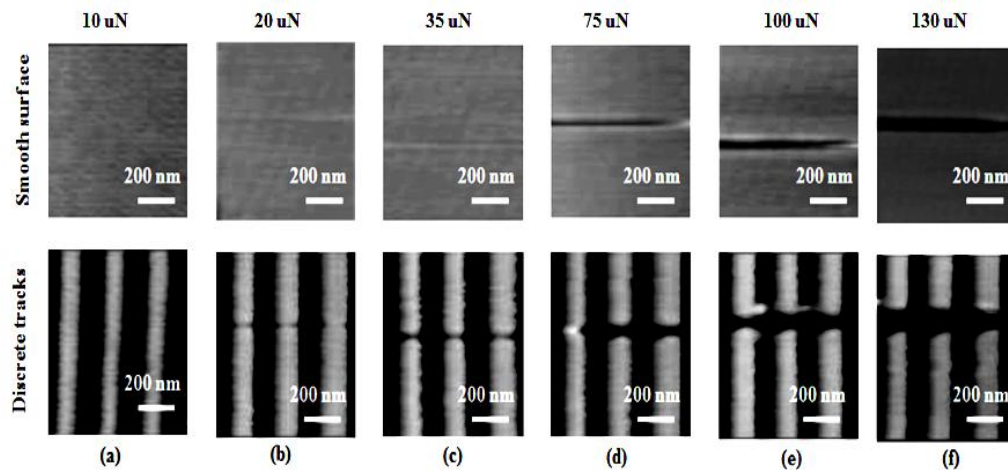 10 uN 20 uN 35 uN 75 uN 100 uN 130 uN
Smooth surface
200 nm 200 nm 200 nm 200 nm 200 nm 200 nm
Discrete tracks
200 nm 200 nm 200 nm 200 nm 200 nm 200 nm
(a) (b) (c) (d) (e) (f)